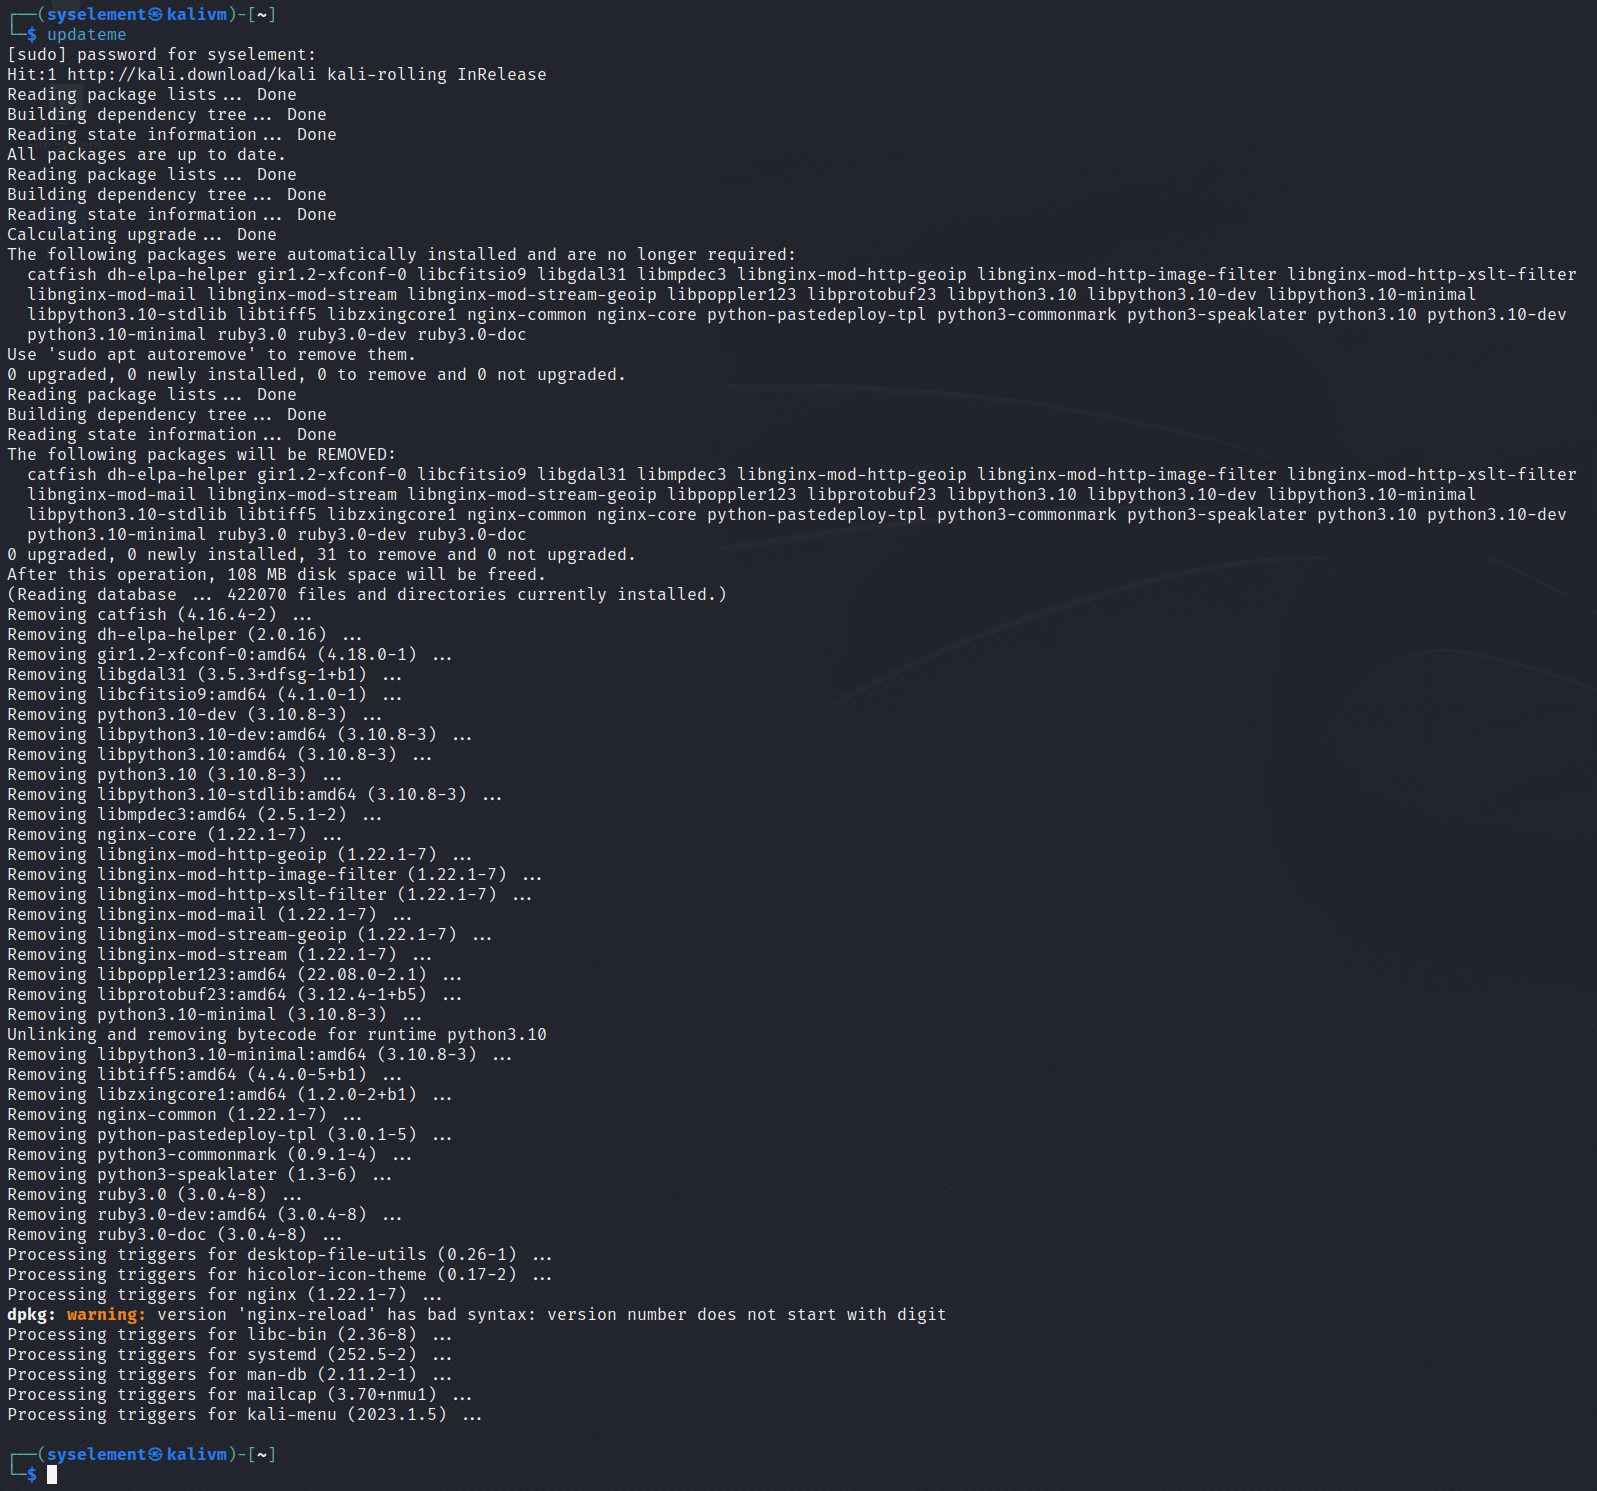 ┌──(syselement㉿kalivm)-[~]
└─$ updateme
[sudo] password for syselement:
Hit:1 http://kali.download/kali kali-rolling InRelease
Reading package lists... Done
Building dependency tree... Done
Reading state information... Done
All packages are up to date.
Reading package lists... Done
Building dependency tree... Done
Reading state information... Done
Calculating upgrade... Done
The following packages were automatically installed and are no longer required:
  catfish dh-elpa-helper gir1.2-xfconf-0 libcfitsio9 libgdal31 libmpdec3 libnginx-mod-http-geoip libnginx-mod-http-image-filter libnginx-mod-http-xslt-filter
  libnginx-mod-mail libnginx-mod-stream libnginx-mod-stream-geoip libpoppler123 libprotobuf23 libpython3.10 libpython3.10-dev libpython3.10-minimal
  libpython3.10-stdlib libtiff5 libzxingcore1 nginx-common nginx-core python-pastedeploy-tpl python3-commonmark python3-speaklater python3.10 python3.10-dev
  python3.10-minimal ruby3.0 ruby3.0-dev ruby3.0-doc
Use 'sudo apt autoremove' to remove them.
0 upgraded, 0 newly installed, 0 to remove and 0 not upgraded.
Reading package lists... Done
Building dependency tree... Done
Reading state information... Done
The following packages will be REMOVED:
  catfish dh-elpa-helper gir1.2-xfconf-0 libcfitsio9 libgdal31 libmpdec3 libnginx-mod-http-geoip libnginx-mod-http-image-filter libnginx-mod-http-xslt-filter
  libnginx-mod-mail libnginx-mod-stream libnginx-mod-stream-geoip libpoppler123 libprotobuf23 libpython3.10 libpython3.10-dev libpython3.10-minimal
  libpython3.10-stdlib libtiff5 libzxingcore1 nginx-common nginx-core python-pastedeploy-tpl python3-commonmark python3-speaklater python3.10 python3.10-dev
  python3.10-minimal ruby3.0 ruby3.0-dev ruby3.0-doc
0 upgraded, 0 newly installed, 31 to remove and 0 not upgraded.
After this operation, 108 MB disk space will be freed.
(Reading database ... 422070 files and directories currently installed.)
Removing catfish (4.16.4-2) ...
Removing dh-elpa-helper (2.0.16) ...
Removing gir1.2-xfconf-0:amd64 (4.18.0-1) ...
Removing libgdal31 (3.5.3+dfsg-1+b1) ...
Removing libcfitsio9:amd64 (4.1.0-1) ...
Removing python3.10-dev (3.10.8-3) ...
Removing libpython3.10-dev:amd64 (3.10.8-3) ...
Removing libpython3.10:amd64 (3.10.8-3) ...
Removing python3.10 (3.10.8-3) ...
Removing libpython3.10-stdlib:amd64 (3.10.8-3) ...
Removing libmpdec3:amd64 (2.5.1-2) ...
Removing nginx-core (1.22.1-7) ...
Removing libnginx-mod-http-geoip (1.22.1-7) ...
Removing libnginx-mod-http-image-filter (1.22.1-7) ...
Removing libnginx-mod-http-xslt-filter (1.22.1-7) ...
Removing libnginx-mod-mail (1.22.1-7) ...
Removing libnginx-mod-stream-geoip (1.22.1-7) ...
Removing libnginx-mod-stream (1.22.1-7) ...
Removing libpoppler123:amd64 (22.08.0-2.1) ...
Removing libprotobuf23:amd64 (3.12.4-1+b5) ...
Removing python3.10-minimal (3.10.8-3) ...
Unlinking and removing bytecode for runtime python3.10
Removing libpython3.10-minimal:amd64 (3.10.8-3) ...
Removing libtiff5:amd64 (4.4.0-5+b1) ...
Removing libzxingcore1:amd64 (1.2.0-2+b1) ...
Removing nginx-common (1.22.1-7) ...
Removing python-pastedeploy-tpl (3.0.1-5) ...
Removing python3-commonmark (0.9.1-4) ...
Removing python3-speaklater (1.3-6) ...
Removing ruby3.0 (3.0.4-8) ...
Removing ruby3.0-dev:amd64 (3.0.4-8) ...
Removing ruby3.0-doc (3.0.4-8) ...
Processing triggers for desktop-file-utils (0.26-1) ...
Processing triggers for hicolor-icon-theme (0.17-2) ...
Processing triggers for nginx (1.22.1-7) ...
dpkg: warning: version 'nginx-reload' has bad syntax: version number does not start with digit
Processing triggers for libc-bin (2.36-8) ...
Processing triggers for systemd (252.5-2) ...
Processing triggers for man-db (2.11.2-1) ...
Processing triggers for mailcap (3.70+nmu1) ...
Processing triggers for kali-menu (2023.1.5) ...
┌──(syselement㉿kalivm)-[~]
└─$